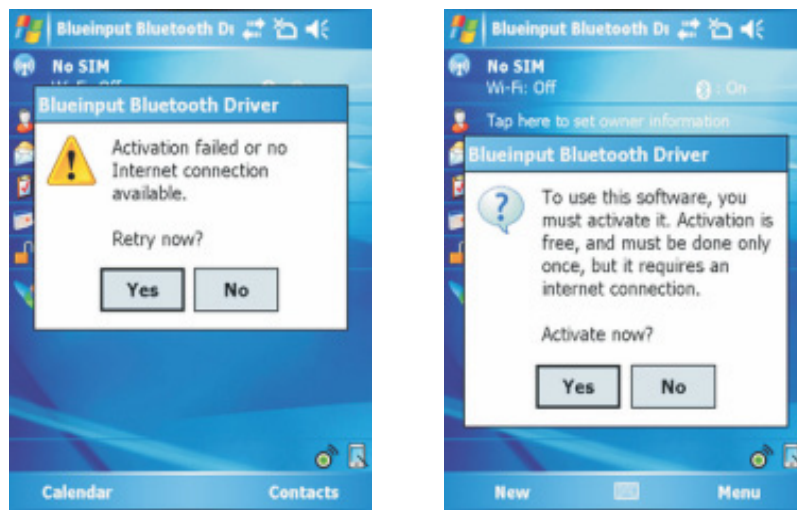 Blueinput Bluetooth Di
No SIM
Blueinput Bluetooth Driver
Activation failed or no
Internet connection
available.
Retry now?
Yes No
Calendar Contacts
Blueinput Bluetooth Di
No SIM
Wi-Fi: Off : On
Tap here to set owner information
Blueinput Bluetooth Driver
To use this software, you
must activate it. Activation is
free, and must be done only
once, but it requires an
internet connection.
Activate now?
Yes No
New Menu